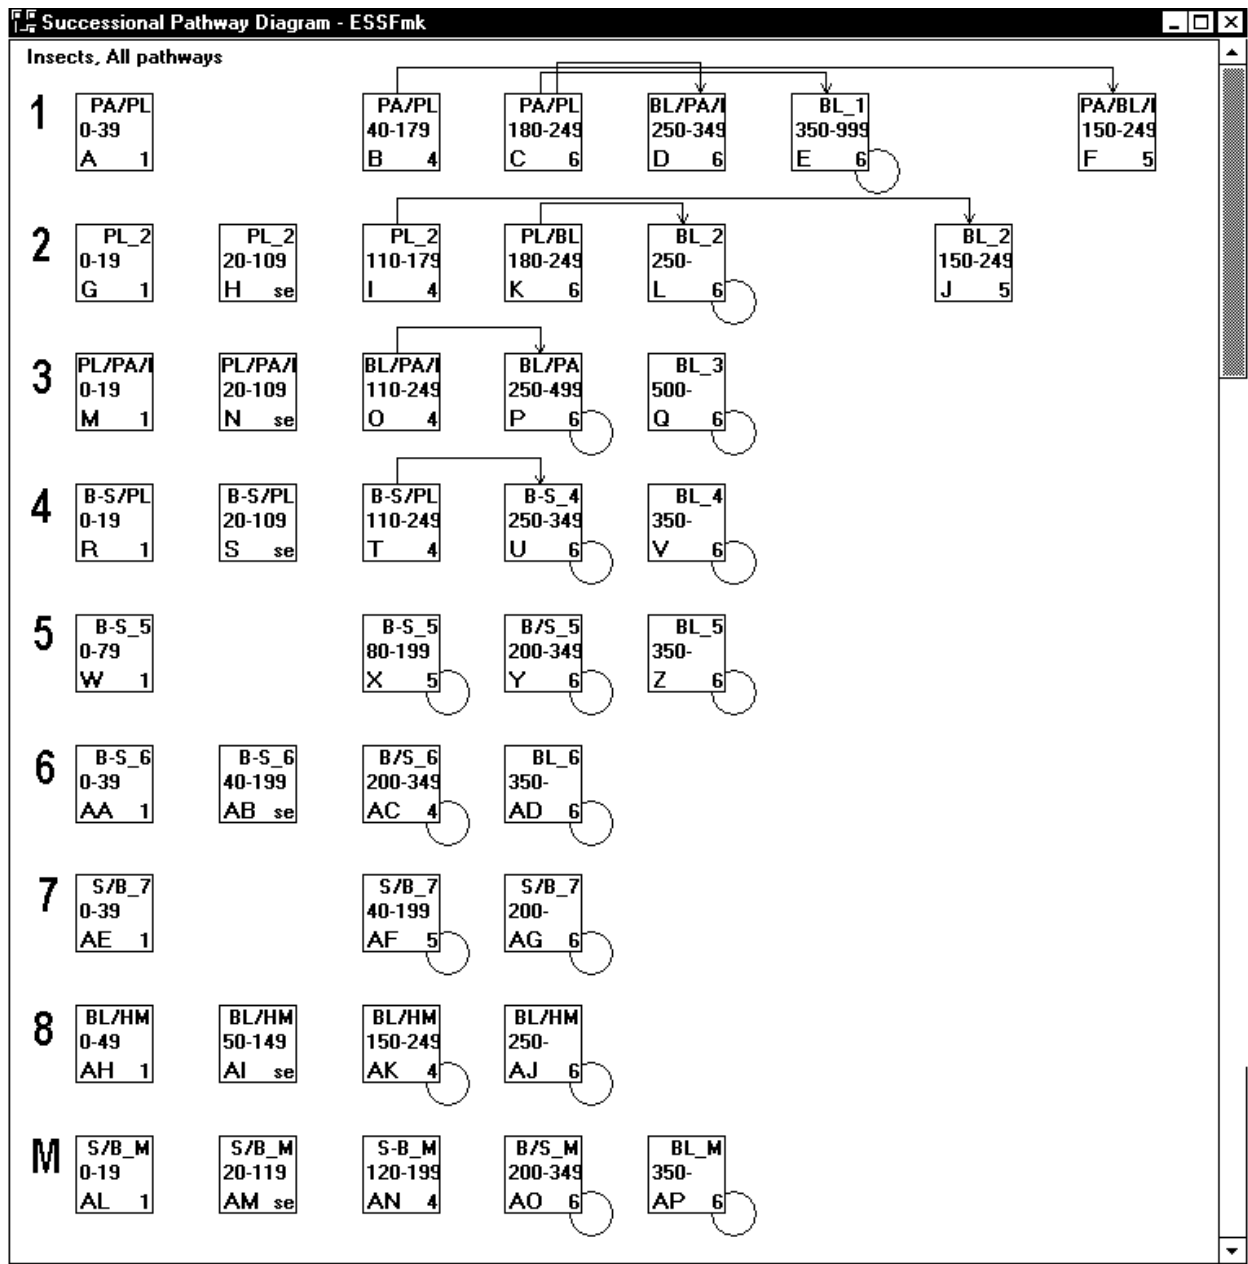 Successional Pathway Diagram - ESSFmk
Insects, All pathways
1
PA/PL PA/PL PA/PL BL/PA/I BL_1 PA/BL/I
0-39 40-179 180-249 250-349 350-999 150-249
A 1 B 4 C 6 D 6 E 6 F 5
2
PL_2 PL_2 PL_2 PL/BL BL_2 BL_2
0-19 20-109 110-179 180-249 250- 150-249
G 1 H se I 4 K 6 L 6 J 5
3
PL/PA/I PL/PA/I BL/PA/I BL/PA BL_3
0-19 20-109 110-249 250-499 500-
M 1 N se O 4 P 6 Q 6
4
B-S/PL B-S/PL B-S/PL B-S_4 BL_4
0-19 20-109 110-249 250-349 350-
R 1 S se T 4 U 6 V 6
5
B-S_5 B-S_5 B/S_5 BL_5
0-79 80-199 200-349 350-
W 1 X 5 Y 6 Z 6
6
B-S_6 B-S_6 B/S_6 BL_6
0-39 40-199 200-349 350-
AA 1 AB se AC 4 AD 6
7
S/B_7 S/B_7 S/B_7
0-39 40-199 200-
AE 1 AF 5 AG 6
8
BL/HM BL/HM BL/HM BL/HM
0-49 50-149 150-249 250-
AH 1 AI se AK 4 AJ 6
M
S/B_M S/B_M S-B_M B/S_M BL_M
0-19 20-119 120-199 200-349 350-
AL 1 AM se AN 4 AO 6 AP 6